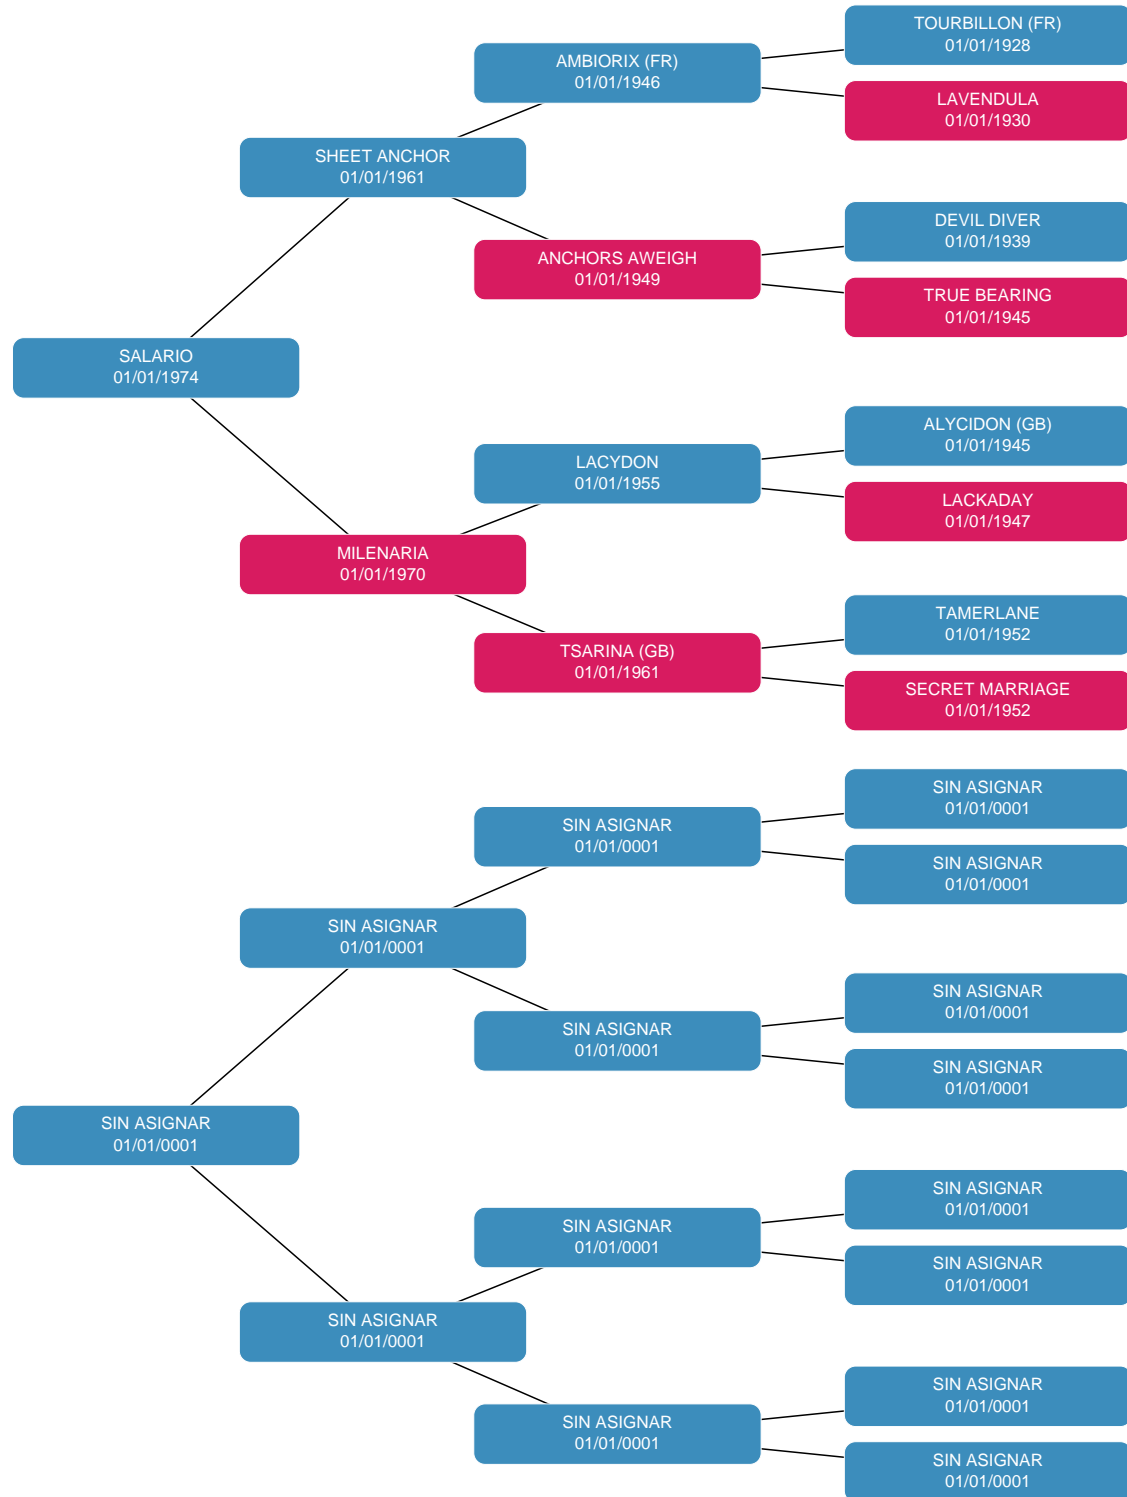 TOURBILLON (FR)
01/01/1928
AMBIORIX (FR)
01/01/1946
LAVENDULA
01/01/1930
SHEET ANCHOR
01/01/1961
DEVIL DIVER
01/01/1939
ANCHORS AWEIGH
01/01/1949
TRUE BEARING
01/01/1945
SALARIO
01/01/1974
ALYCIDON (GB)
01/01/1945
LACYDON
01/01/1955
LACKADAY
01/01/1947
MILENARIA
01/01/1970
TAMERLANE
01/01/1952
TSARINA (GB)
01/01/1961
SECRET MARRIAGE
01/01/1952
SIN ASIGNAR
01/01/0001
SIN ASIGNAR
01/01/0001
SIN ASIGNAR
01/01/0001
SIN ASIGNAR
01/01/0001
SIN ASIGNAR
01/01/0001
SIN ASIGNAR
01/01/0001
SIN ASIGNAR
01/01/0001
SIN ASIGNAR
01/01/0001
SIN ASIGNAR
01/01/0001
SIN ASIGNAR
01/01/0001
SIN ASIGNAR
01/01/0001
SIN ASIGNAR
01/01/0001
SIN ASIGNAR
01/01/0001
SIN ASIGNAR
01/01/0001
SIN ASIGNAR
01/01/0001